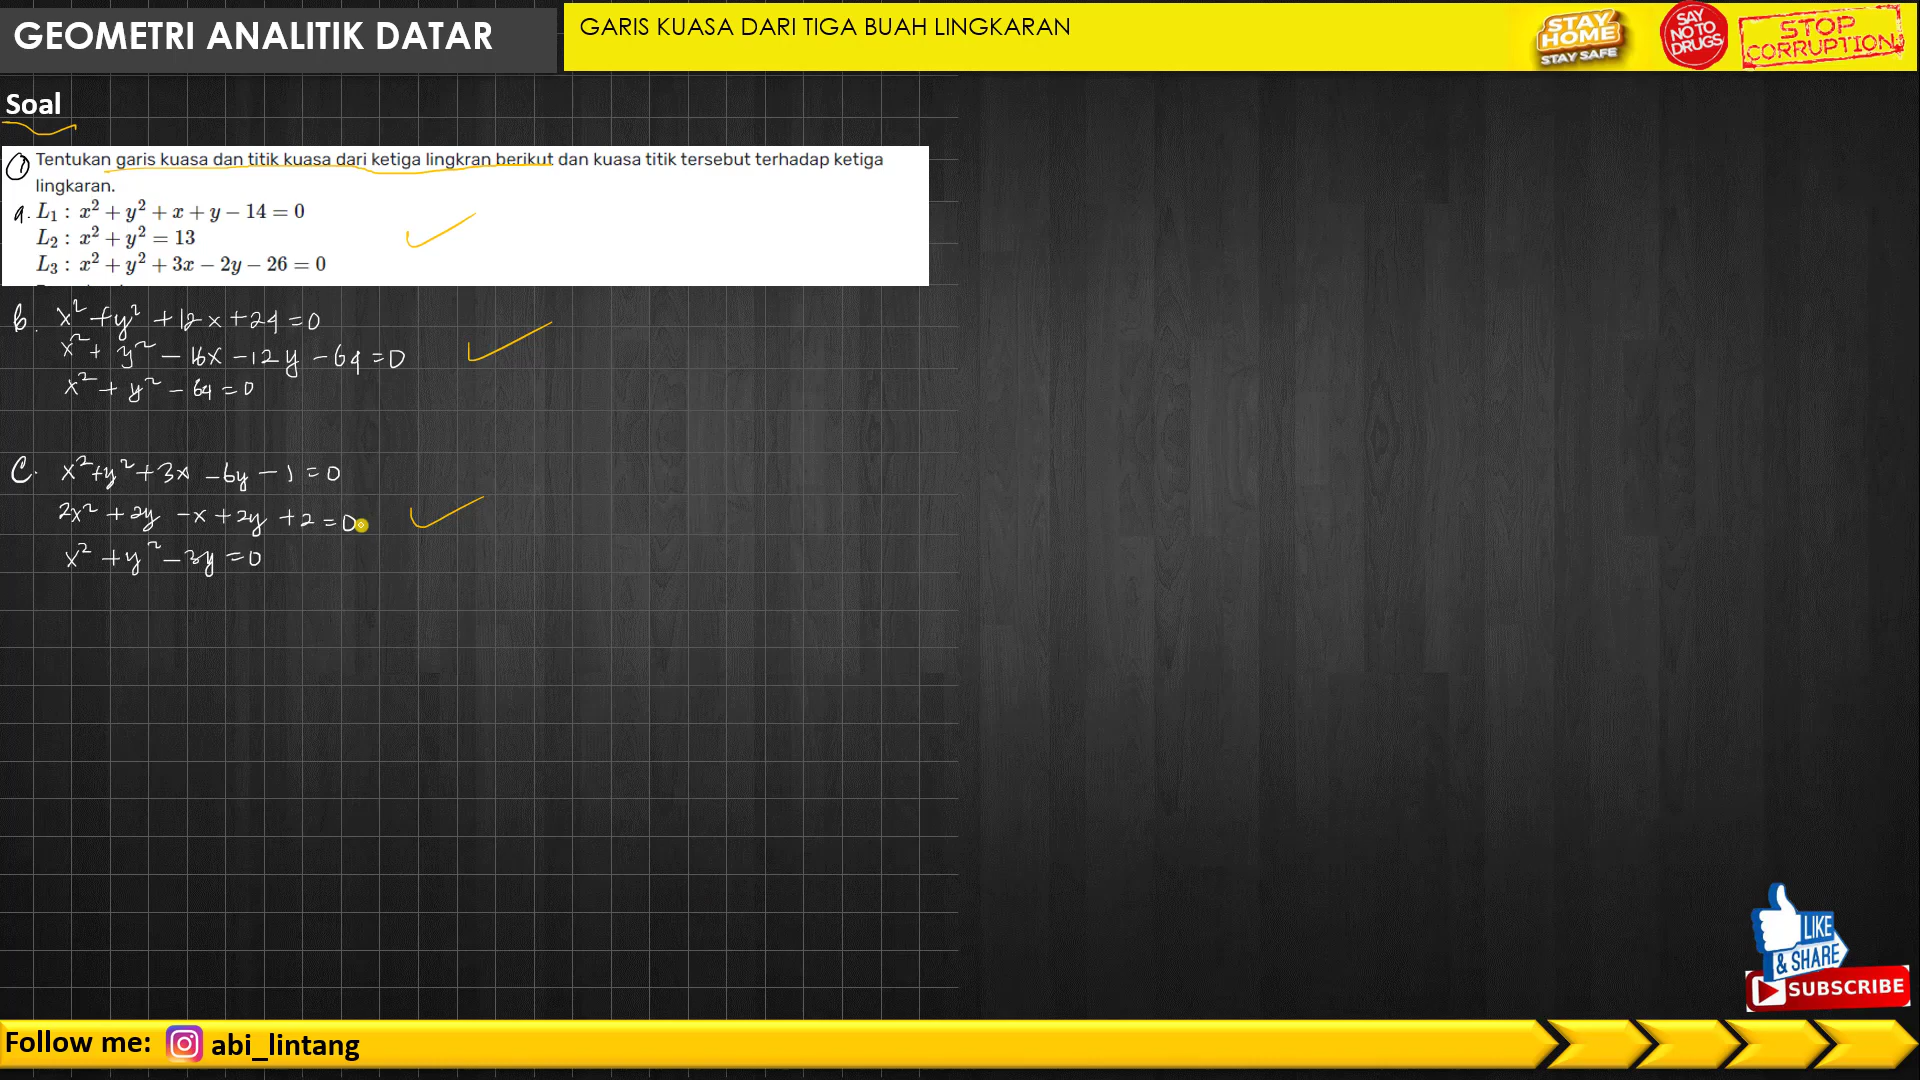 GEOMETRI ANALITIK DATAR
GARIS KUASA DARI TIGA BUAH LINGKARAN
STAY HOME STAY SAFE
SAY NO TO DRUGS
STOP CORRUPTION
Soal
1 Tentukan garis kuasa dan titik kuasa dari ketiga lingkran berikut dan kuasa titik tersebut terhadap ketiga
lingkaran.
a. L₁ : x² + y² + x + y − 14 = 0
L₂ : x² + y² = 13
L₃ : x² + y² + 3x − 2y − 26 = 0
b. x² + y² + 12x + 24 = 0
x² + y² − 16x − 12y − 64 = 0
x² + y² − 64 = 0
C. x² + y² + 3x − 6y − 1 = 0
2x² + 2y − x + 2y + 2 = 0
x² + y² − 3y = 0
LIKE & SHARE
SUBSCRIBE
Follow me: abi_lintang